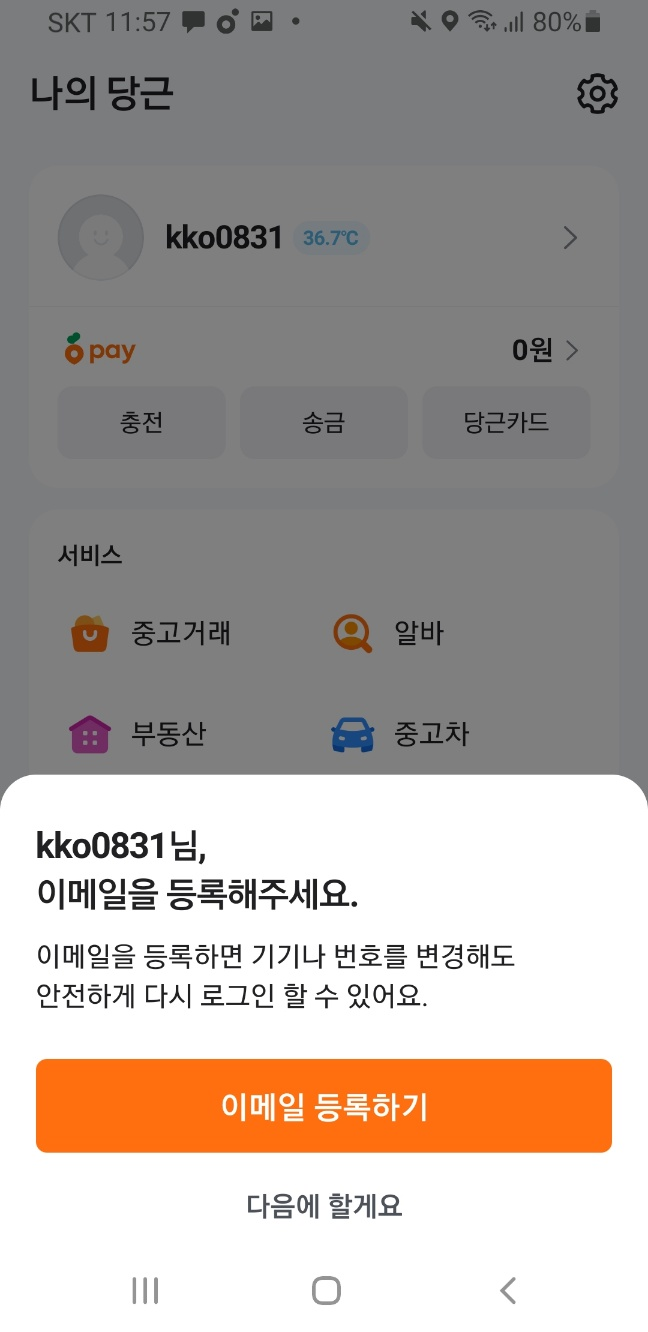 SKT 11:57 80%
나의 당근
kko0831 36.7℃
pay 0원
충전 송금 당근카드
서비스
중고거래 알바
부동산 중고차
kko0831님,
이메일을 등록해주세요.
이메일을 등록하면 기기나 번호를 변경해도
안전하게 다시 로그인 할 수 있어요.
이메일 등록하기
다음에 할게요